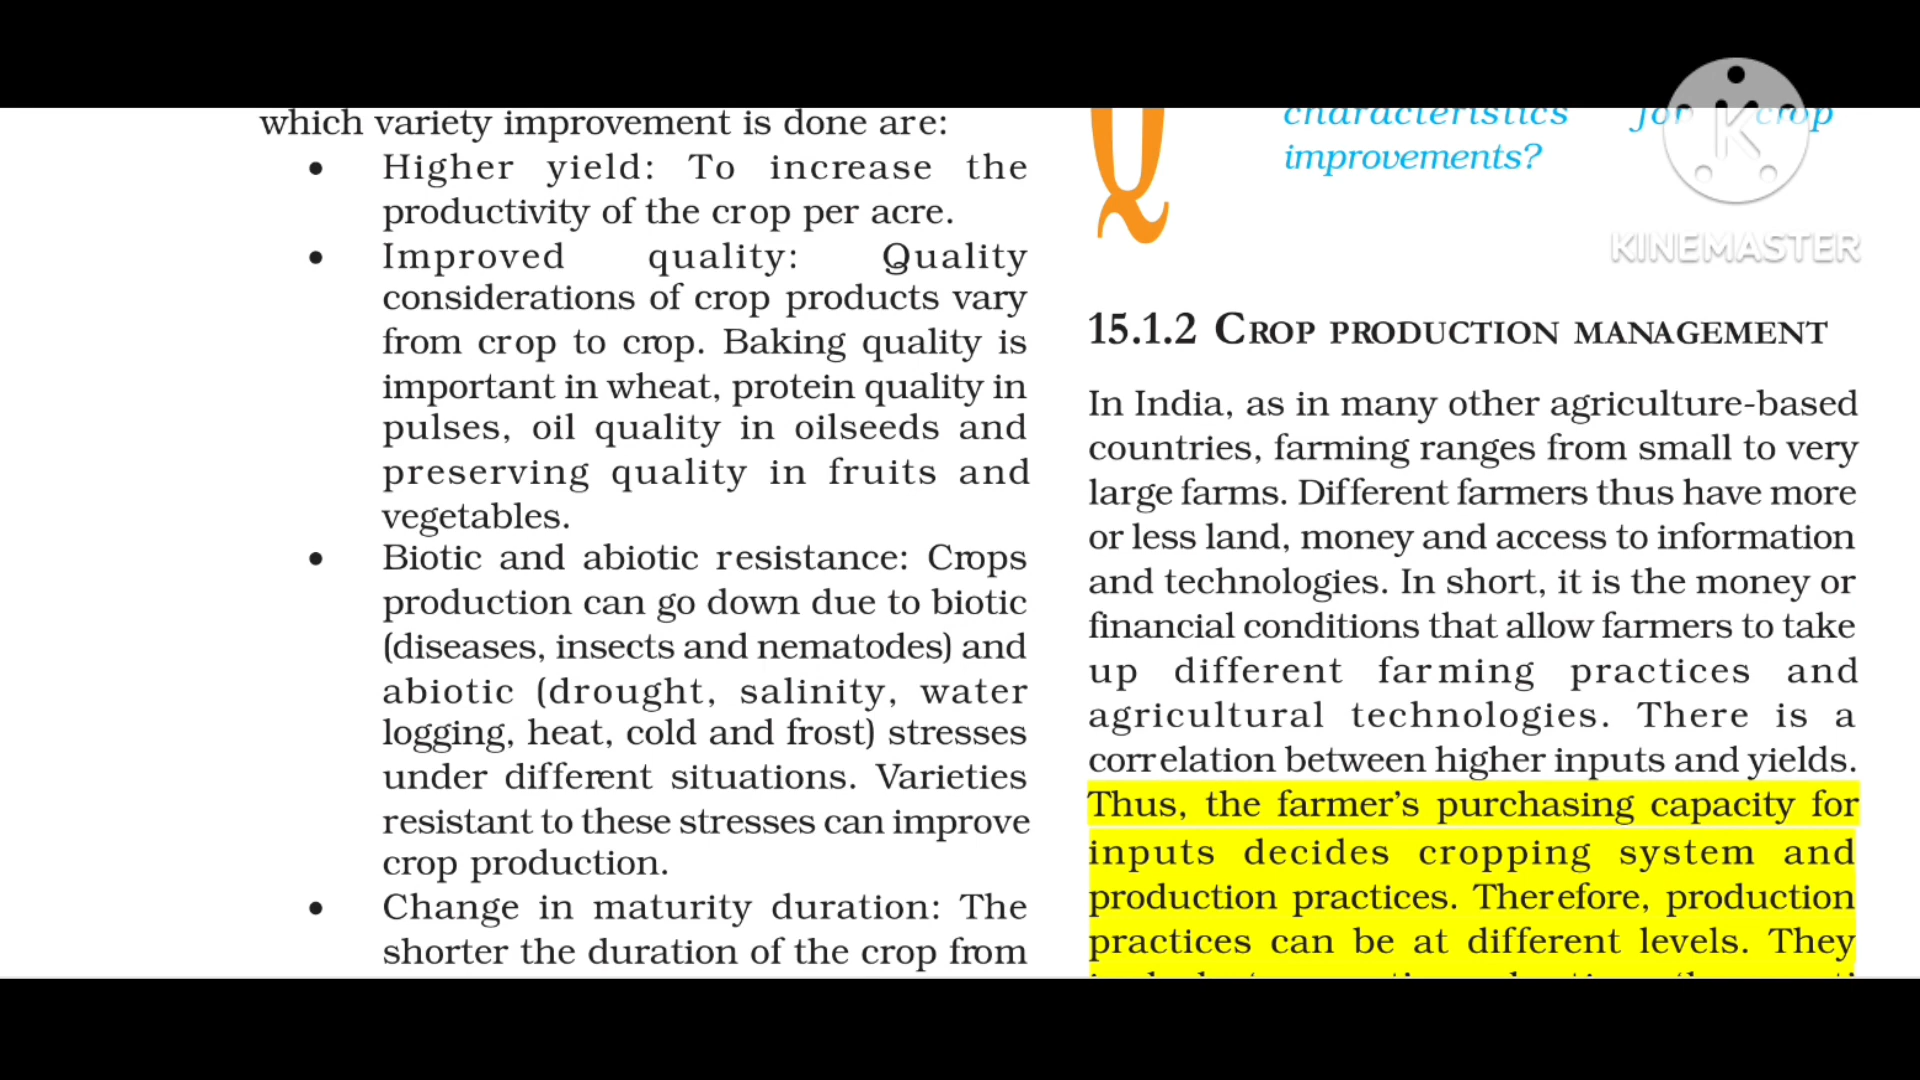 which variety improvement is done are:
• Higher yield: To increase the
productivity of the crop per acre.
• Improved quality: Quality
considerations of crop products vary
from crop to crop. Baking quality is
important in wheat, protein quality in
pulses, oil quality in oilseeds and
preserving quality in fruits and
vegetables.
• Biotic and abiotic resistance: Crops
production can go down due to biotic
(diseases, insects and nematodes) and
abiotic (drought, salinity, water
logging, heat, cold and frost) stresses
under different situations. Varieties
resistant to these stresses can improve
crop production.
• Change in maturity duration: The
shorter the duration of the crop from
Q
characteristics for crop
improvements?
K
KINEMASTER
15.1.2 CROP PRODUCTION MANAGEMENT
In India, as in many other agriculture-based
countries, farming ranges from small to very
large farms. Different farmers thus have more
or less land, money and access to information
and technologies. In short, it is the money or
financial conditions that allow farmers to take
up different farming practices and
agricultural technologies. There is a
correlation between higher inputs and yields.
Thus, the farmer's purchasing capacity for
inputs decides cropping system and
production practices. Therefore, production
practices can be at different levels. They